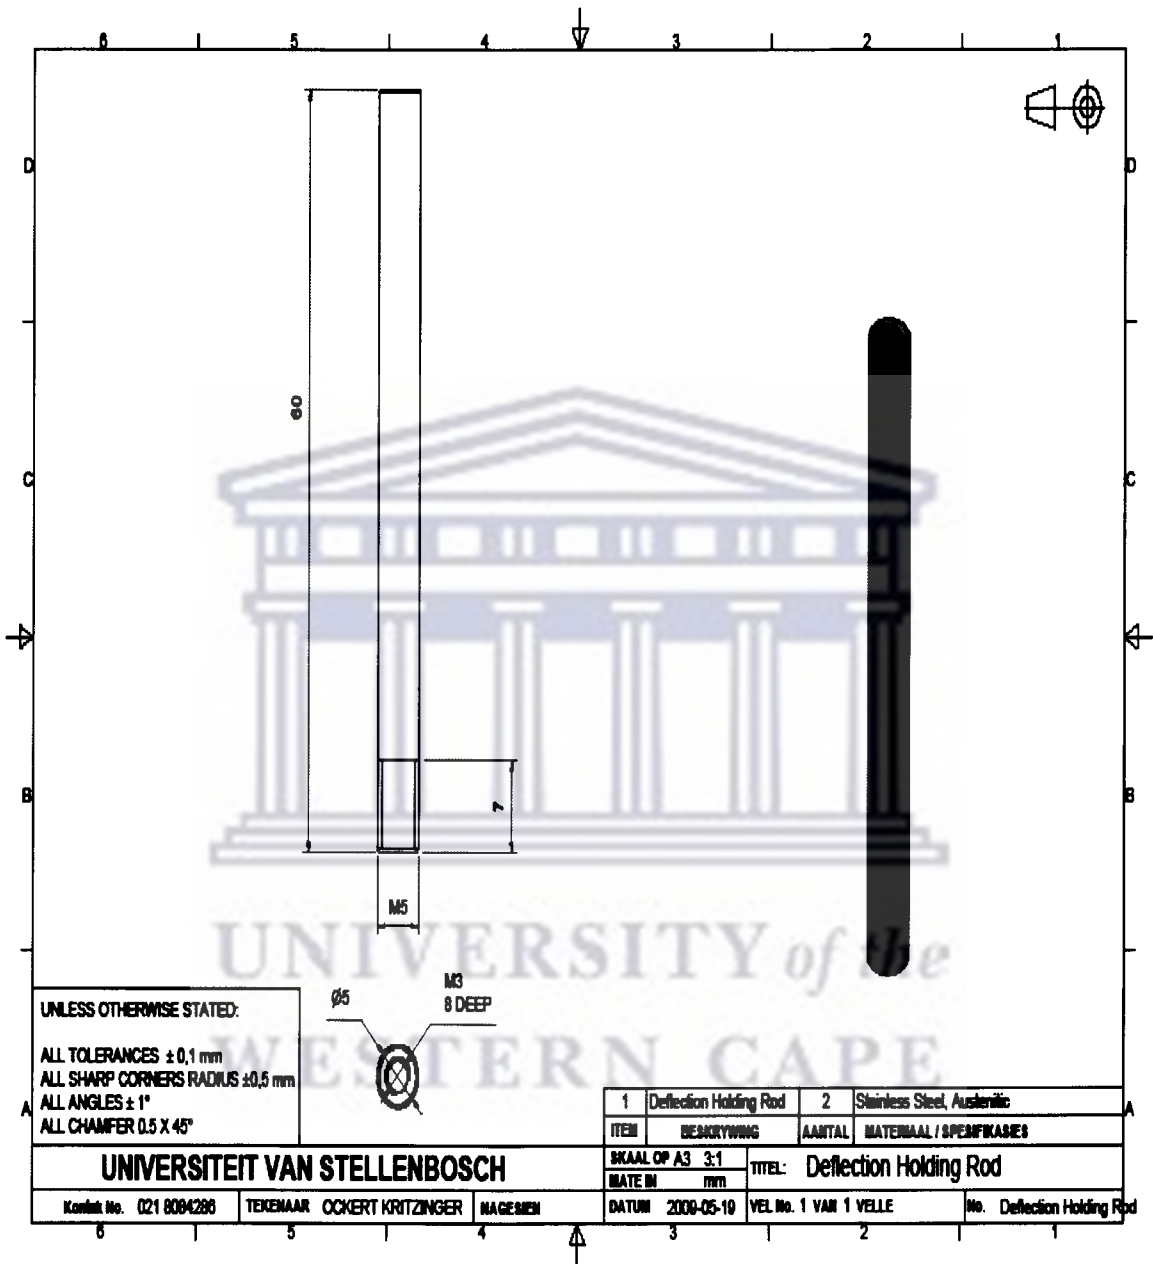 6 5 4 3 2 1
D D
60
C C
B B
7
M5
UNIVERSITY of the
WESTERN CAPE
Ø5
M3
8 DEEP
UNLESS OTHERWISE STATED:
ALL TOLERANCES ± 0,1 mm
ALL SHARP CORNERS RADIUS ±0,5 mm
ALL ANGLES ± 1°
ALL CHAMFER 0.5 X 45°
A A
1 Deflection Holding Rod 2 Stainless Steel, Austenitic
ITEM BESKRYWING AANTAL MATERIAAL / SPESIFIKASIES
UNIVERSITEIT VAN STELLENBOSCH
SKAAL OP A3 3:1
MATE IN mm
TITEL: Deflection Holding Rod
Kontak No. 021 8084286 TEKENAAR OCKERT KRITZINGER NAGESIEN DATUM 2009-05-19 VEL No. 1 VAN 1 VELLE No. Deflection Holding Rod
6 5 4 3 2 1